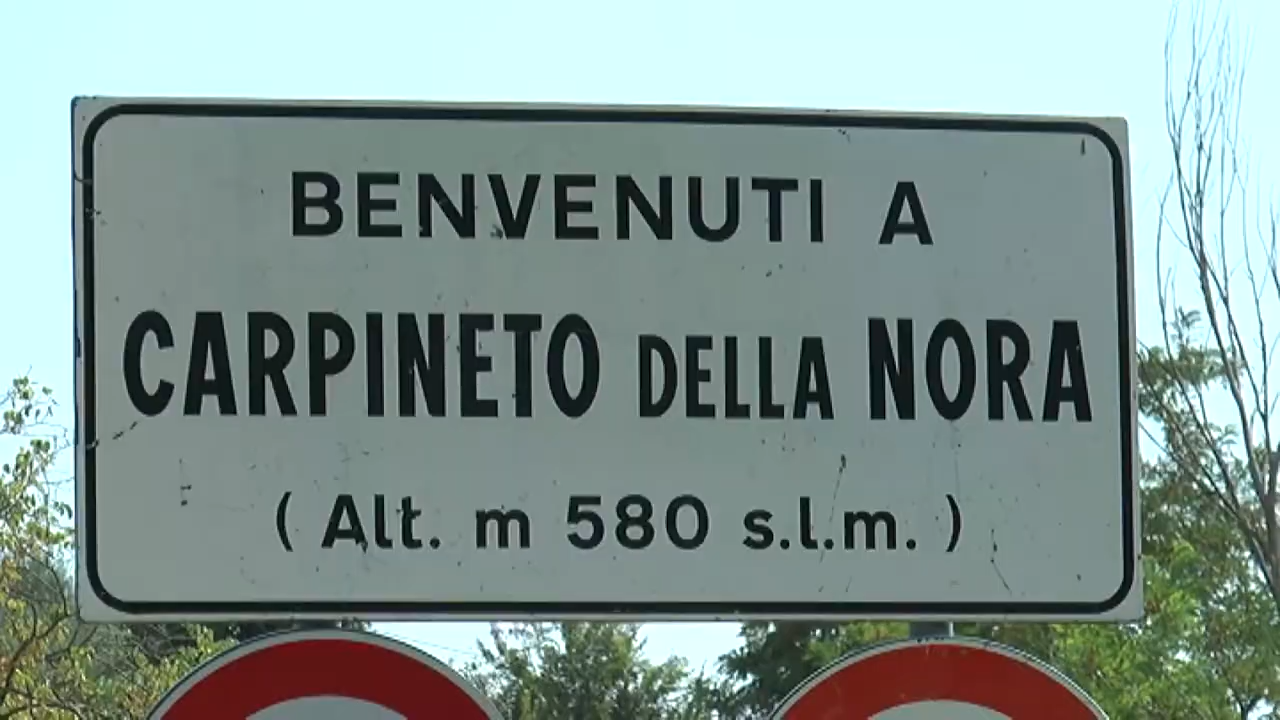 BENVENUTI A
CARPINETO DELLA NORA
( Alt. m 580 s.l.m. )